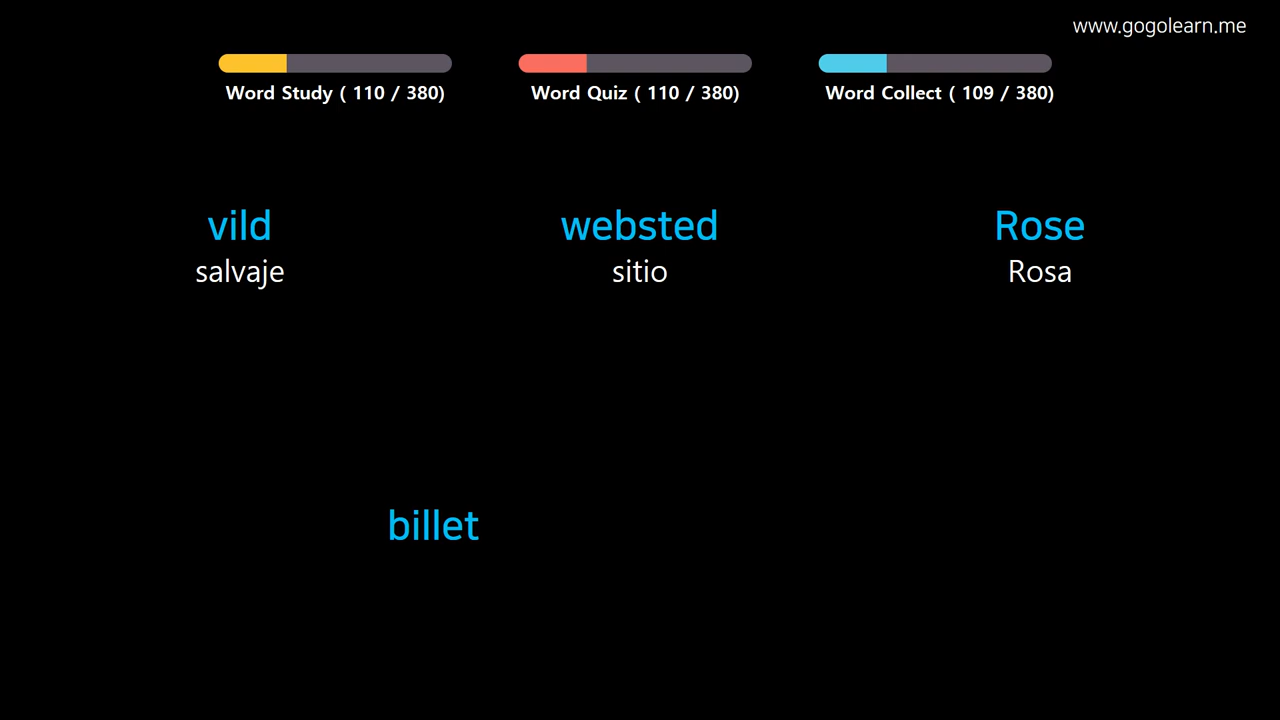 www.gogolearn.me
Word Study ( 110 / 380)
Word Quiz ( 110 / 380)
Word Collect ( 109 / 380)
vild
salvaje
websted
sitio
Rose
Rosa
billet